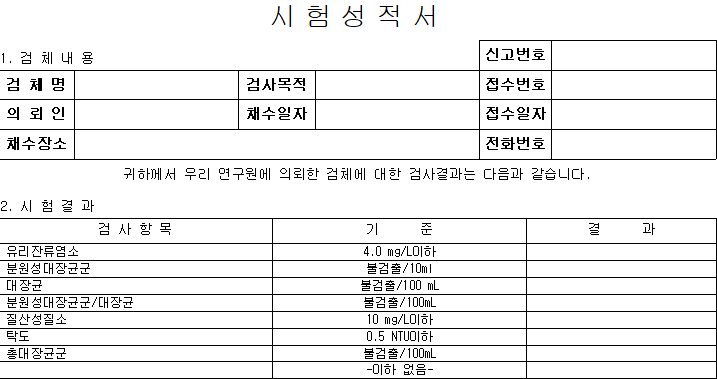 시 험 성 적 서
1. 검 체 내 용
신고번호
검 체 명 검사목적 접수번호
의 뢰 인 채수일자 접수일자
채수장소 전화번호
귀하에서 우리 연구원에 의뢰한 검체에 대한 검사결과는 다음과 같습니다.
2. 시 험 결 과
검 사 항 목 기 준 결 과
유리잔류염소 4.0 mg/L이하
분원성대장균군 불검출/10ml
대장균 불검출/100 mL
분원성대장균군/대장균 불검출/100mL
질산성질소 10 mg/L이하
탁도 0.5 NTU이하
총대장균군 불검출/100mL
-이하 없음-